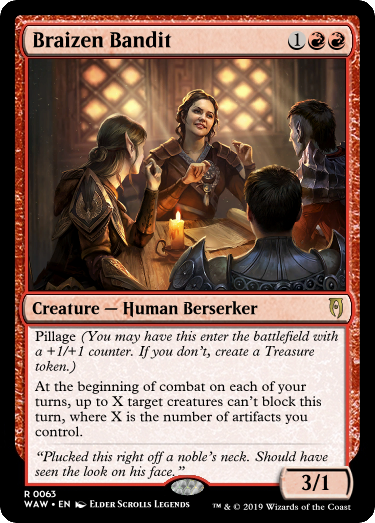 Braizen Bandit
1
Creature — Human Berserker
Pillage (You may have this enter the battlefield with
a +1/+1 counter. If you don't, create a Treasure
token.)
At the beginning of combat on each of your
turns, up to X target creatures can't block this
turn, where X is the number of artifacts you
control.
“Plucked this right off a noble's neck. Should have
seen the look on his face.”
3/1
R 0063
WAW • EN Elder Scrolls Legends
™ & © 2019 Wizards of the Coast